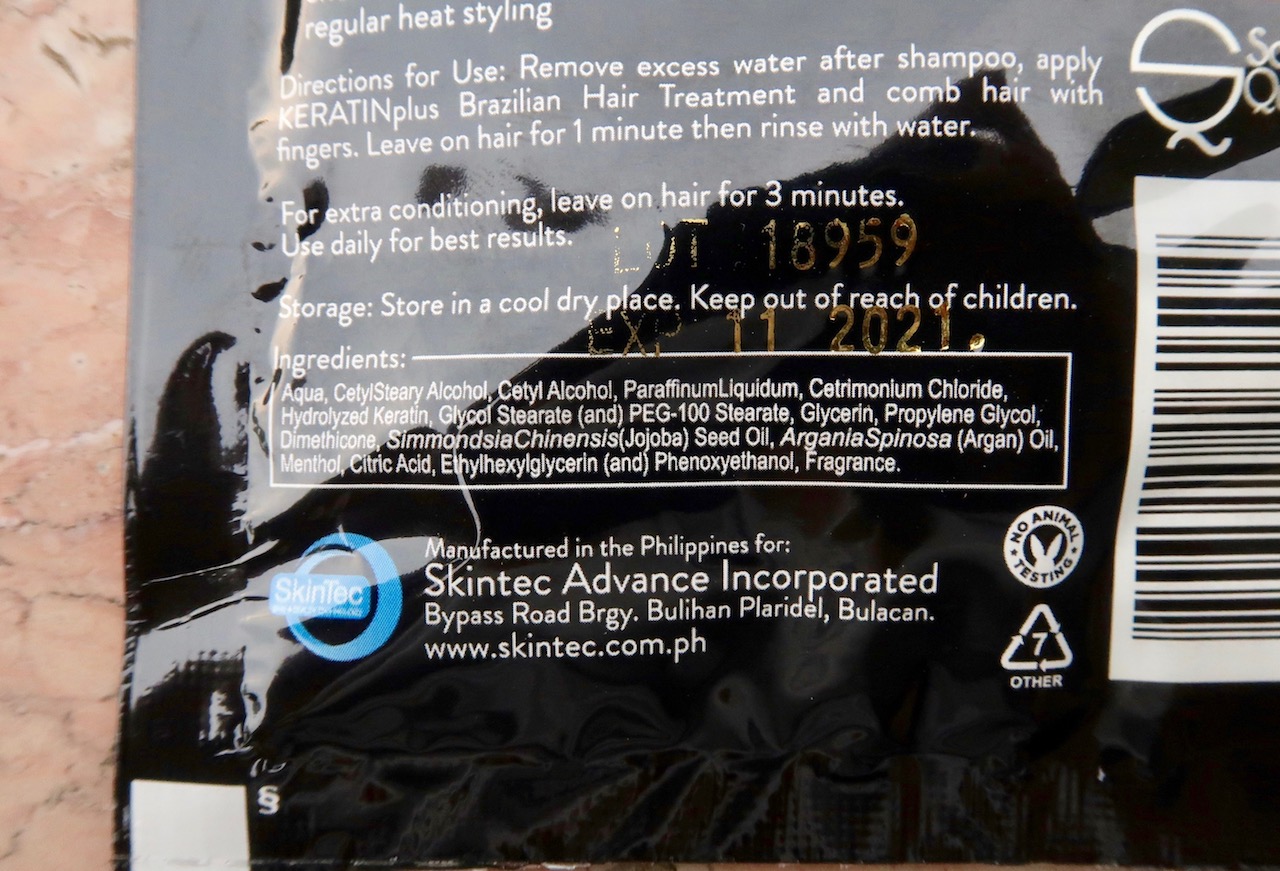 regular heat styling
Directions for Use: Remove excess water after shampoo, apply
KERATINplus Brazilian Hair Treatment and comb hair with
fingers. Leave on hair for 1 minute then rinse with water.
For extra conditioning, leave on hair for 3 minutes.
Use daily for best results.
LOT 18959
Storage: Store in a cool dry place. Keep out of reach of children.
EXP 11 2021.
Ingredients:
Aqua, CetylSteary Alcohol, Cetyl Alcohol, ParaffinumLiquidum, Cetrimonium Chloride,
Hydrolyzed Keratin, Glycol Stearate (and) PEG-100 Stearate, Glycerin, Propylene Glycol,
Dimethicone, SimmondsiaChinensis(Jojoba) Seed Oil, ArganiaSpinosa (Argan) Oil,
Menthol, Citric Acid, Ethylhexylglycerin (and) Phenoxyethanol, Fragrance.
NO ANIMAL
TESTING
SkinTec
Manufactured in the Philippines for:
Skintec Advance Incorporated
Bypass Road Brgy. Bulihan Plaridel, Bulacan.
www.skintec.com.ph
7
OTHER
§